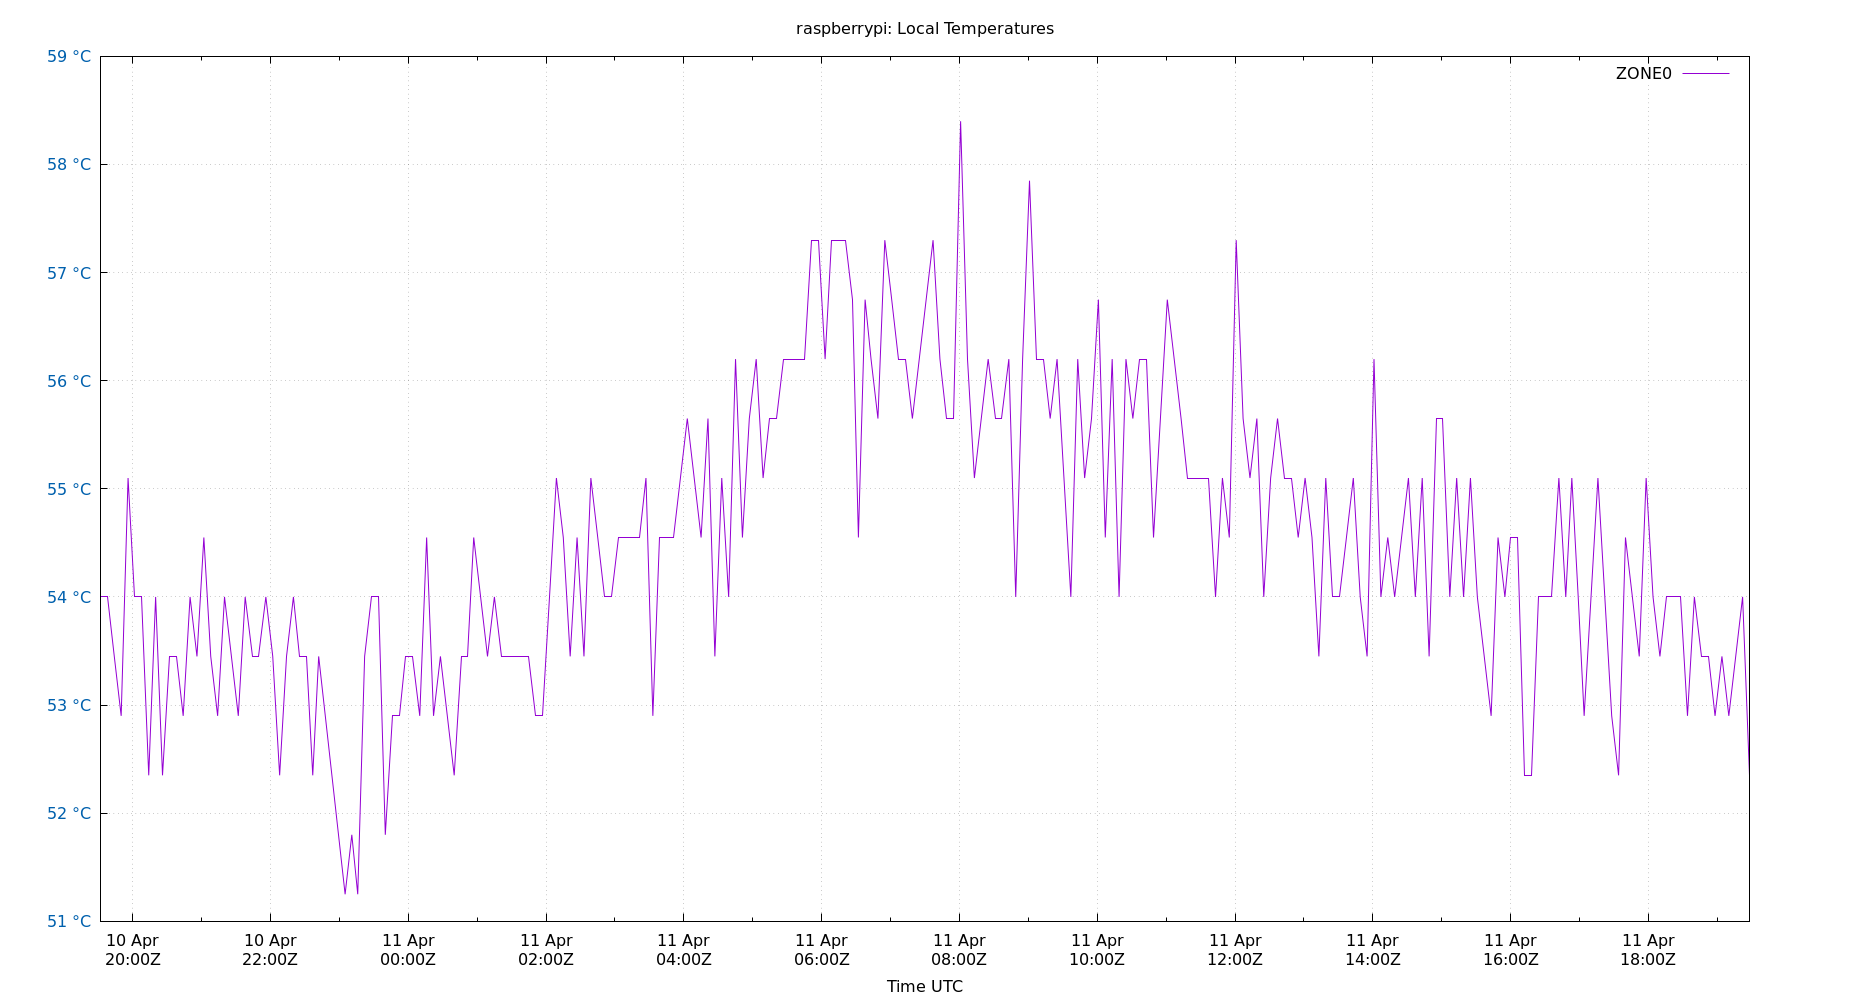 raspberrypi: Local Temperatures
ZONE0
59 °C
58 °C
57 °C
56 °C
55 °C
54 °C
53 °C
52 °C
51 °C
10 Apr 10 Apr 11 Apr 11 Apr 11 Apr 11 Apr 11 Apr 11 Apr 11 Apr 11 Apr 11 Apr 11 Apr
20:00Z 22:00Z 00:00Z 02:00Z 04:00Z 06:00Z 08:00Z 10:00Z 12:00Z 14:00Z 16:00Z 18:00Z
Time UTC